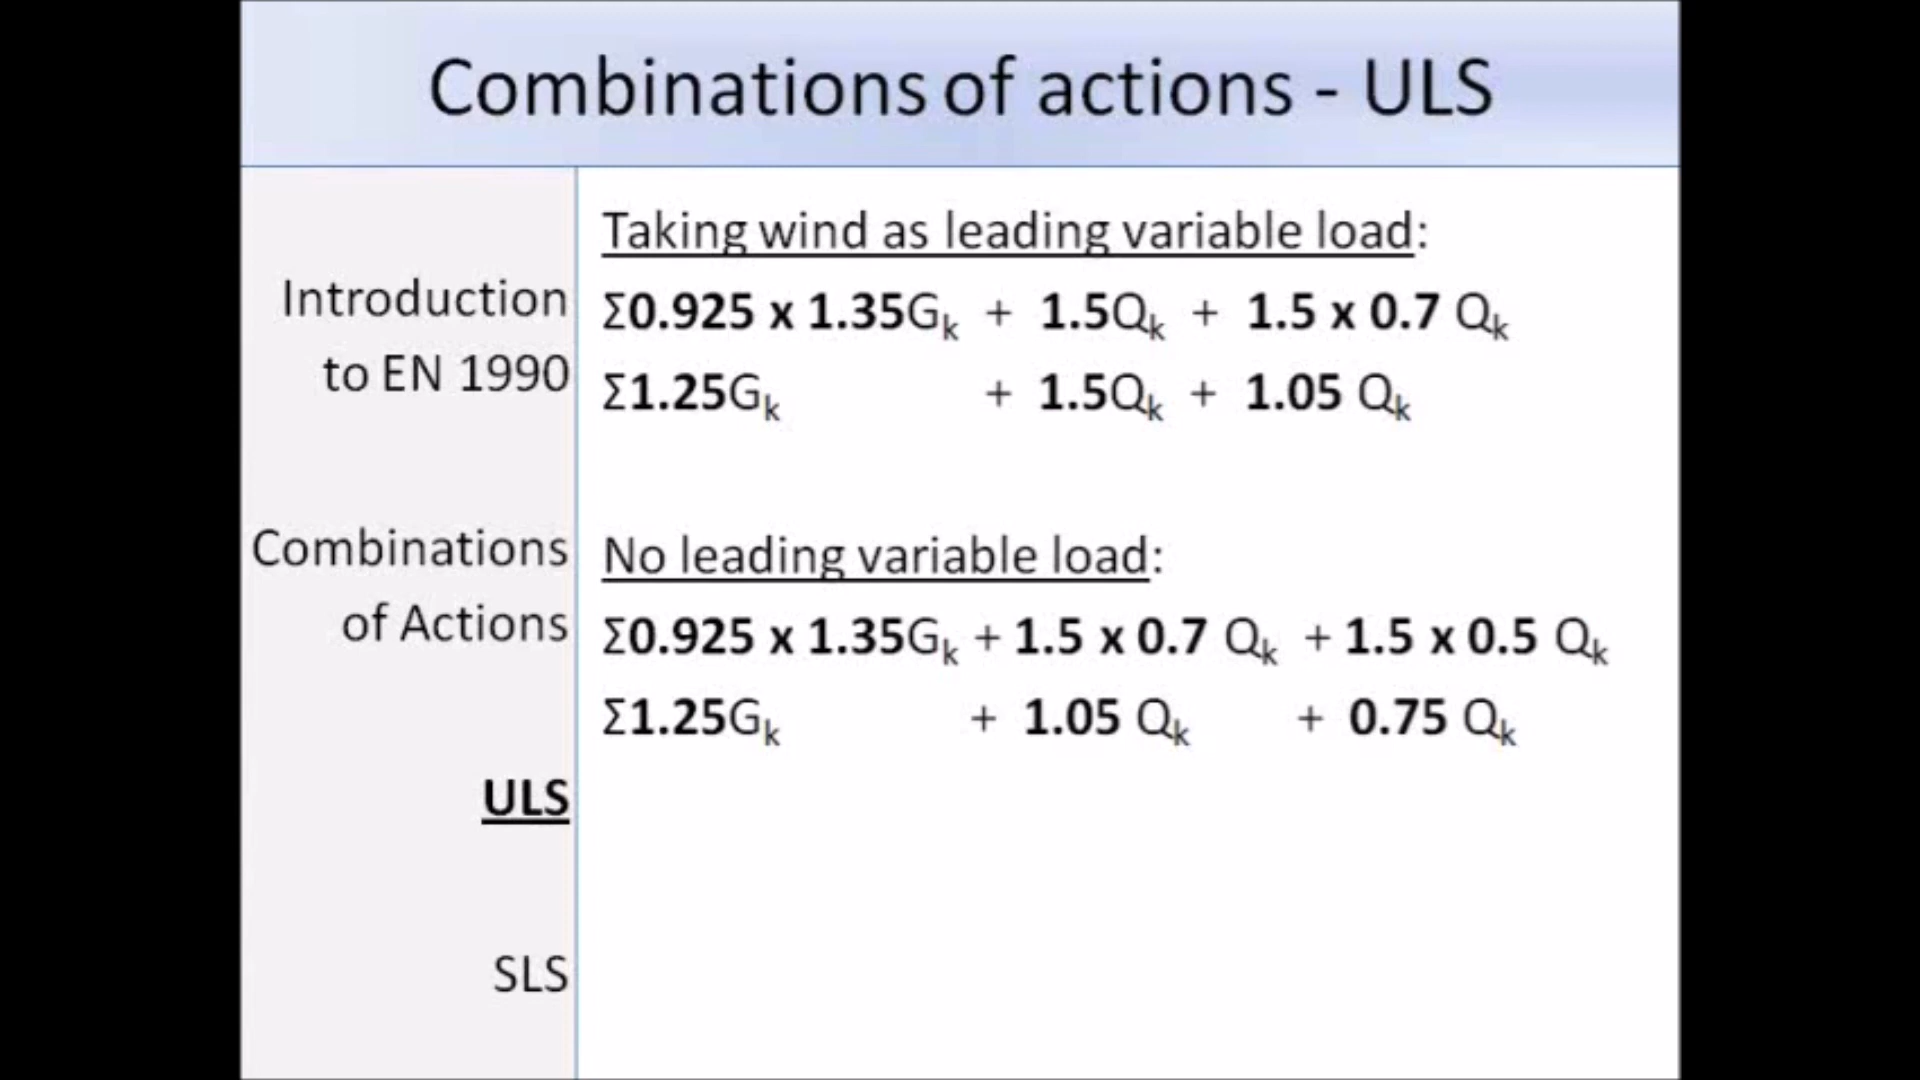 Combinations of actions - ULS
Introduction
to EN 1990
Combinations
of Actions
ULS
SLS
Taking wind as leading variable load:
Σ0.925 x 1.35Gk + 1.5Qk + 1.5 x 0.7 Qk
Σ1.25Gk + 1.5Qk + 1.05 Qk
No leading variable load:
Σ0.925 x 1.35Gk + 1.5 x 0.7 Qk + 1.5 x 0.5 Qk
Σ1.25Gk + 1.05 Qk + 0.75 Qk